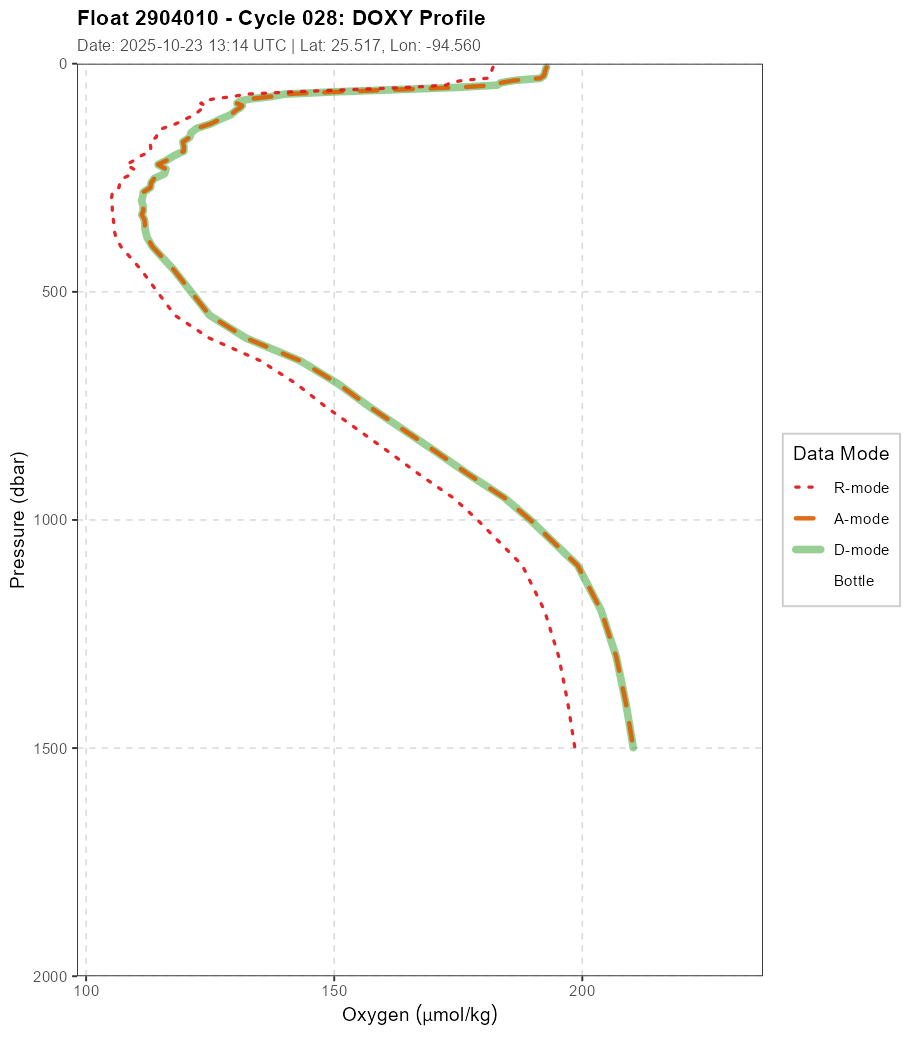 Float 2904010 - Cycle 028: DOXY Profile
Date: 2025-10-23 13:14 UTC | Lat: 25.517, Lon: -94.560
0
500
1000
1500
2000
Pressure (dbar)
100
150
200
Oxygen (μmol/kg)
Data Mode
R-mode
A-mode
D-mode
Bottle